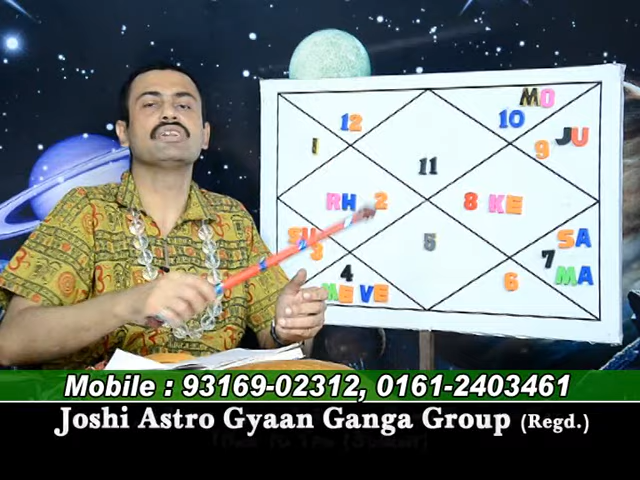 MO
12
10
1
9 JU
11
RH 2
8 KE
SU
3
5
SA
7
MA
4
6
ME VE
Mobile : 93169-02312, 0161-2403461
Joshi Astro Gyaan Ganga Group (Regd.)